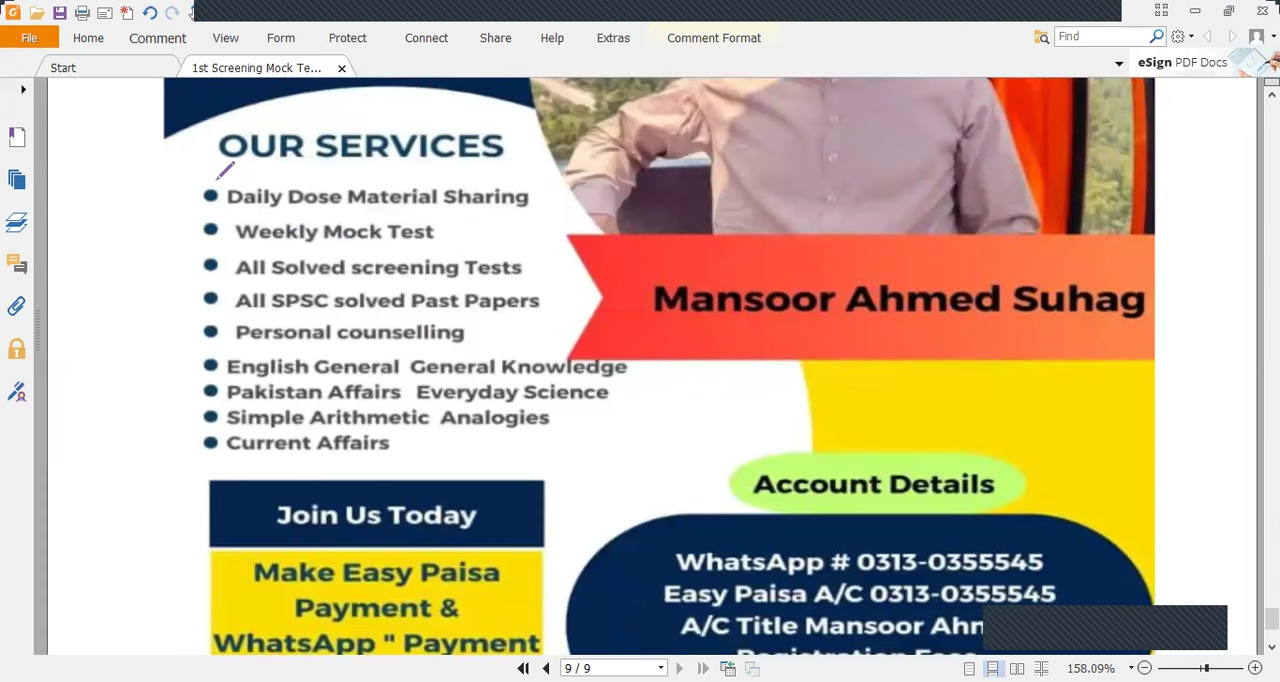 File Home Comment View Form Protect Connect Share Help Extras Comment Format Find
Start 1st Screening Mock Te... eSign PDF Docs
OUR SERVICES
Daily Dose Material Sharing
Weekly Mock Test
All Solved screening Tests
All SPSC solved Past Papers
Personal counselling
English General General Knowledge
Pakistan Affairs Everyday Science
Simple Arithmetic Analogies
Current Affairs
Mansoor Ahmed Suhag
Join Us Today
Make Easy Paisa
Payment &
WhatsApp " Payment
Account Details
WhatsApp # 0313-0355545
Easy Paisa A/C 0313-0355545
A/C Title Mansoor
9 / 9
158.09%